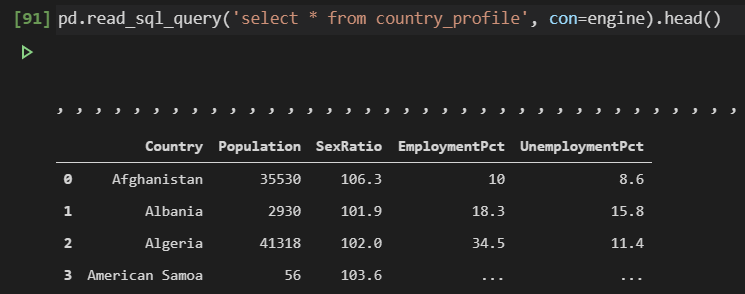 [91] pd.read_sql_query('select * from country_profile', con=engine).head()
, , , , , , , , , , , , , , , , , , , , , , , , , , , , , , , , , , , ,
Country Population SexRatio EmploymentPct UnemploymentPct
0 Afghanistan 35530 106.3 10 8.6
1 Albania 2930 101.9 18.3 15.8
2 Algeria 41318 102.0 34.5 11.4
3 American Samoa 56 103.6 ... ...